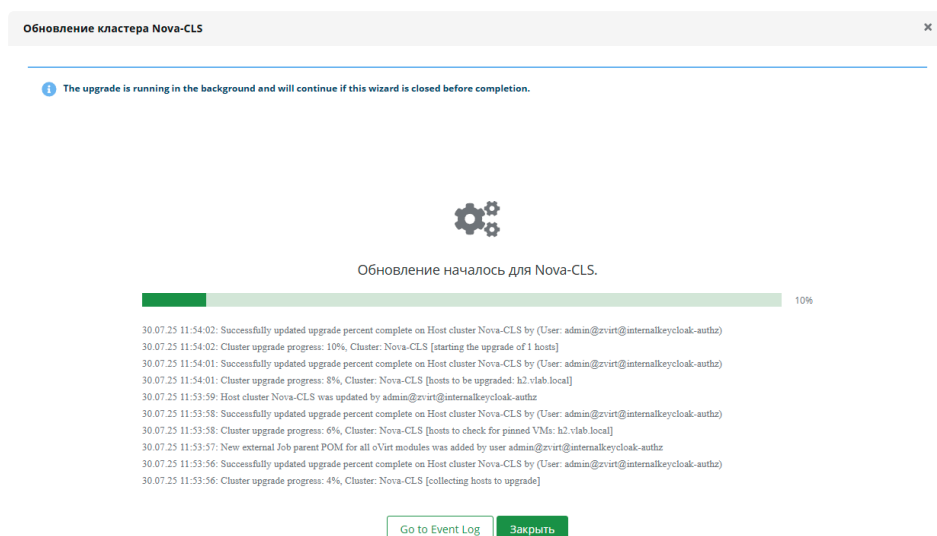 Обновление кластера Nova-CLS
The upgrade is running in the background and will continue if this wizard is closed before completion.
Обновление началось для Nova-CLS.
10%
30.07.25 11:54:02: Successfully updated upgrade percent complete on Host cluster Nova-CLS by (User: admin@zvirt@internalkeycloak-authz)
30.07.25 11:54:02: Cluster upgrade progress: 10%, Cluster: Nova-CLS [starting the upgrade of 1 hosts]
30.07.25 11:54:01: Successfully updated upgrade percent complete on Host cluster Nova-CLS by (User: admin@zvirt@internalkeycloak-authz)
30.07.25 11:54:01: Cluster upgrade progress: 8%, Cluster: Nova-CLS [hosts to be upgraded: h2.vlab.local]
30.07.25 11:53:59: Host cluster Nova-CLS was updated by admin@zvirt@internalkeycloak-authz
30.07.25 11:53:58: Successfully updated upgrade percent complete on Host cluster Nova-CLS by (User: admin@zvirt@internalkeycloak-authz)
30.07.25 11:53:58: Cluster upgrade progress: 6%, Cluster: Nova-CLS [hosts to check for pinned VMs: h2.vlab.local]
30.07.25 11:53:57: New external Job parent POM for all oVirt modules was added by user admin@zvirt@internalkeycloak-authz
30.07.25 11:53:56: Successfully updated upgrade percent complete on Host cluster Nova-CLS by (User: admin@zvirt@internalkeycloak-authz)
30.07.25 11:53:56: Cluster upgrade progress: 4%, Cluster: Nova-CLS [collecting hosts to upgrade]
Go to Event Log
Закрыть